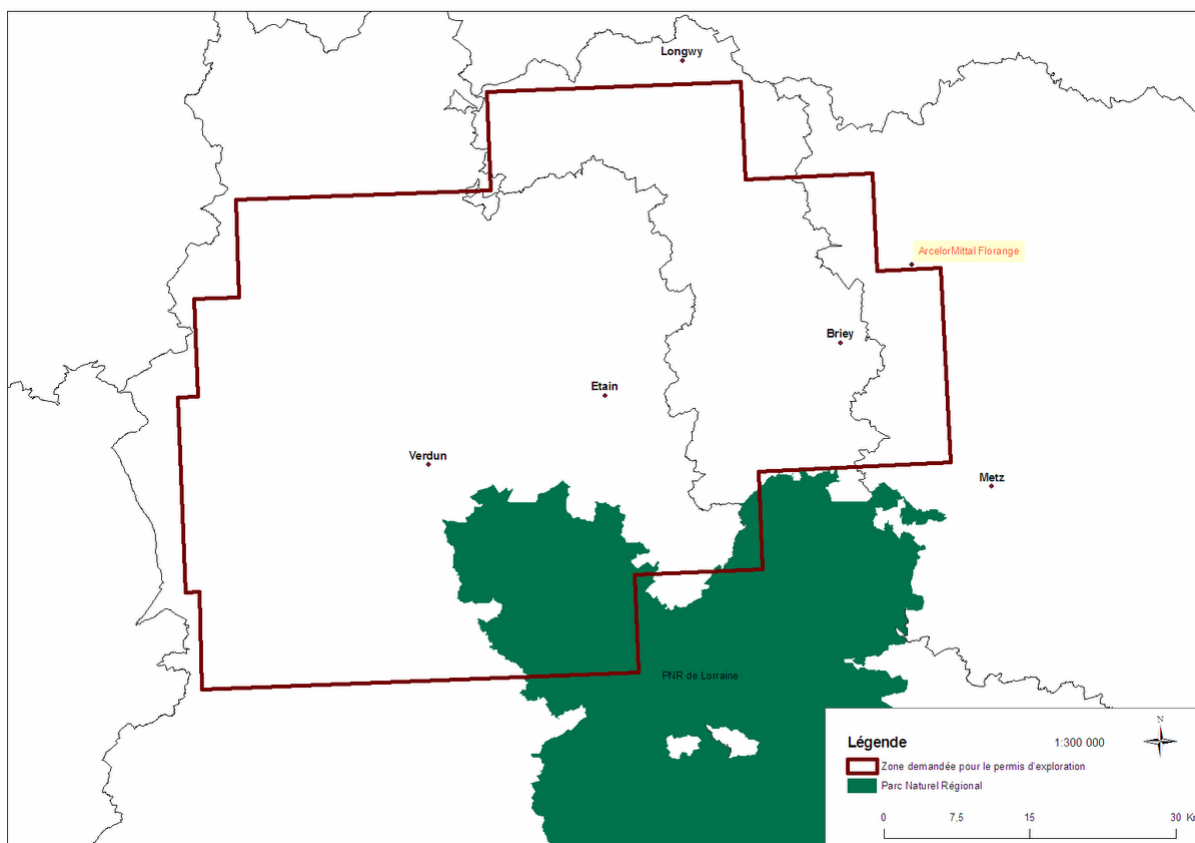 Longwy
ArcelorMittal Florange
Briey
Etain
Verdun
Metz
PNR de Lorraine
Légende
1:300 000
N
Zone demandée pour le permis d'exploration
Parc Naturel Régional
0 7.5 15 30 Km